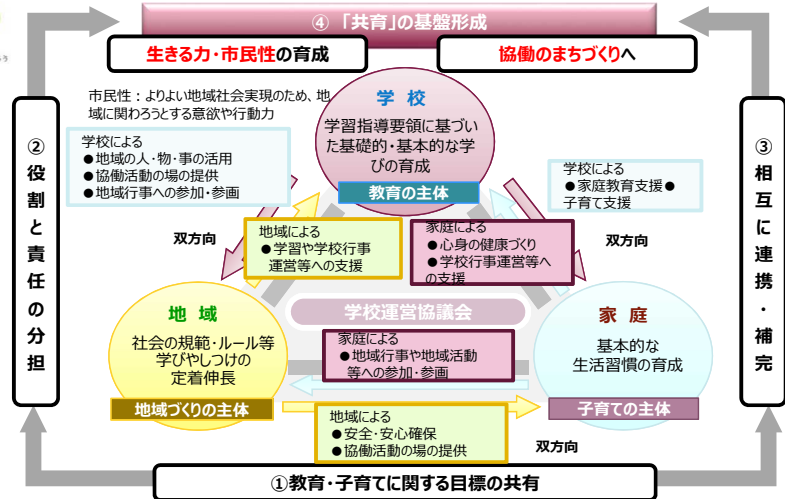 ④「共育」の基盤形成
生きる力・市民性の育成
協働のまちづくりへ
市民性：よりよい地域社会実現のため、地
域に関わろうとする意欲や行動力
学校
学習指導要領に基づい
た基礎的・基本的な学
びの育成
教育の主体
学校による
●地域の人・物・事の活用
●協働活動の場の提供
●地域行事への参加・参画
学校による
●家庭教育支援●
子育て支援
②役割と責任の分担
③相互に連携・補完
双方向
地域による
●学習や学校行事
運営等への支援
家庭による
●心身の健康づくり
●学校行事運営等へ
の支援
双方向
学校運営協議会
地域
社会の規範・ルール等
学びやしつけの
定着伸長
地域づくりの主体
家庭による
●地域行事や地域活動
等への参加・参画
家庭
基本的な
生活習慣の育成
子育ての主体
地域による
●安全・安心確保
●協働活動の場の提供
双方向
①教育・子育てに関する目標の共有